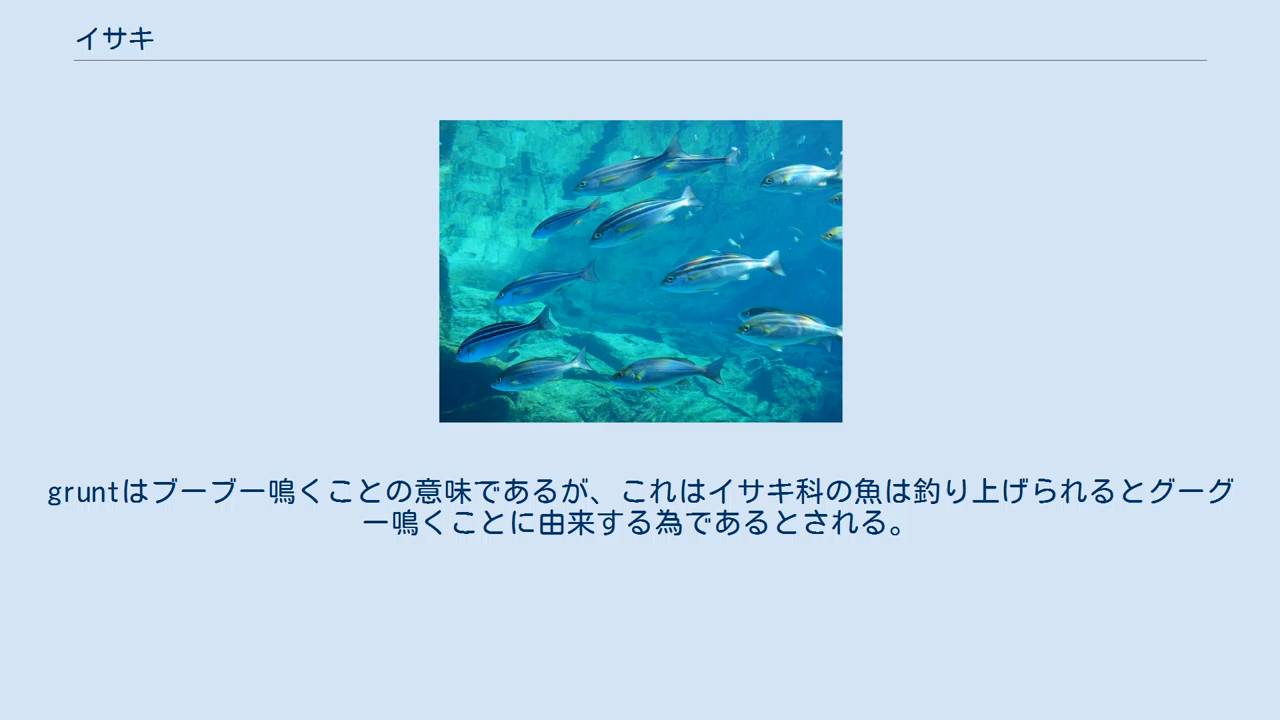 イサキ
gruntはブーブー鳴くことの意味であるが、これはイサキ科の魚は釣り上げられるとグーグ
ー鳴くことに由来する為であるとされる。